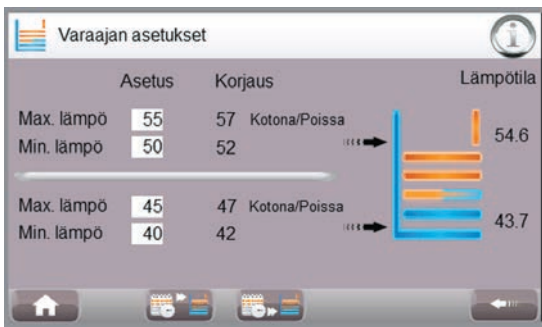 Varaajan asetukset
Asetus Korjaus Lämpötila
Max. lämpö 55 57 Kotona/Poissa
Min. lämpö 50 52
54.6
Max. lämpö 45 47 Kotona/Poissa
Min. lämpö 40 42
43.7